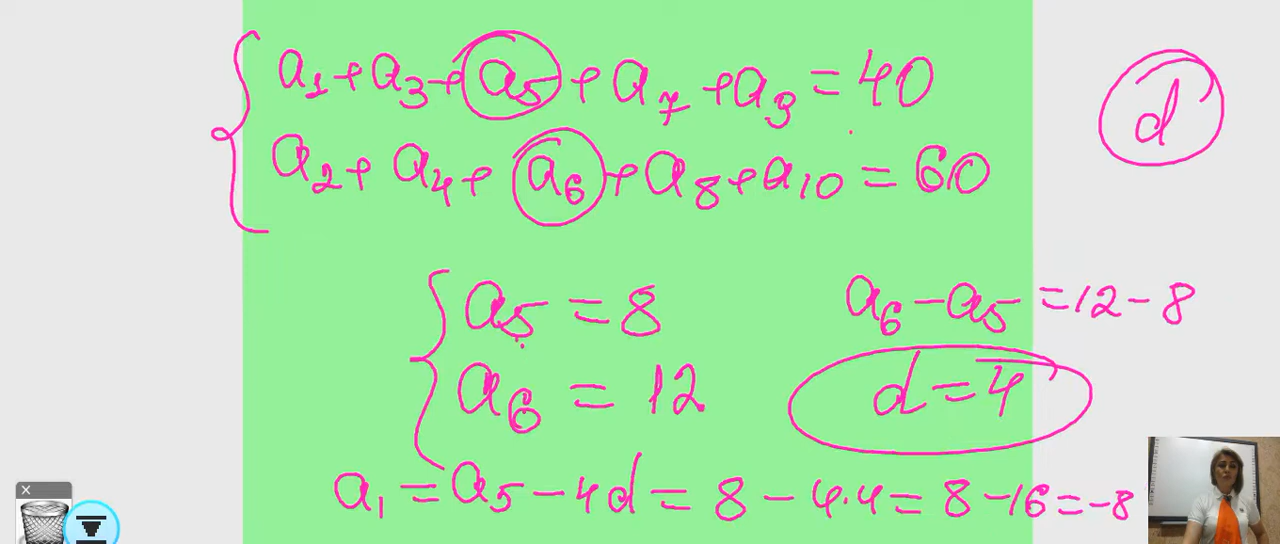 a1+a3+a5+a7+a9=40
d
a2+a4+a6+a8+a10=60
a5=8
a6-a5=12-8
a6=12
d=4
a1=a5-4d=8-4·4=8-16=-8